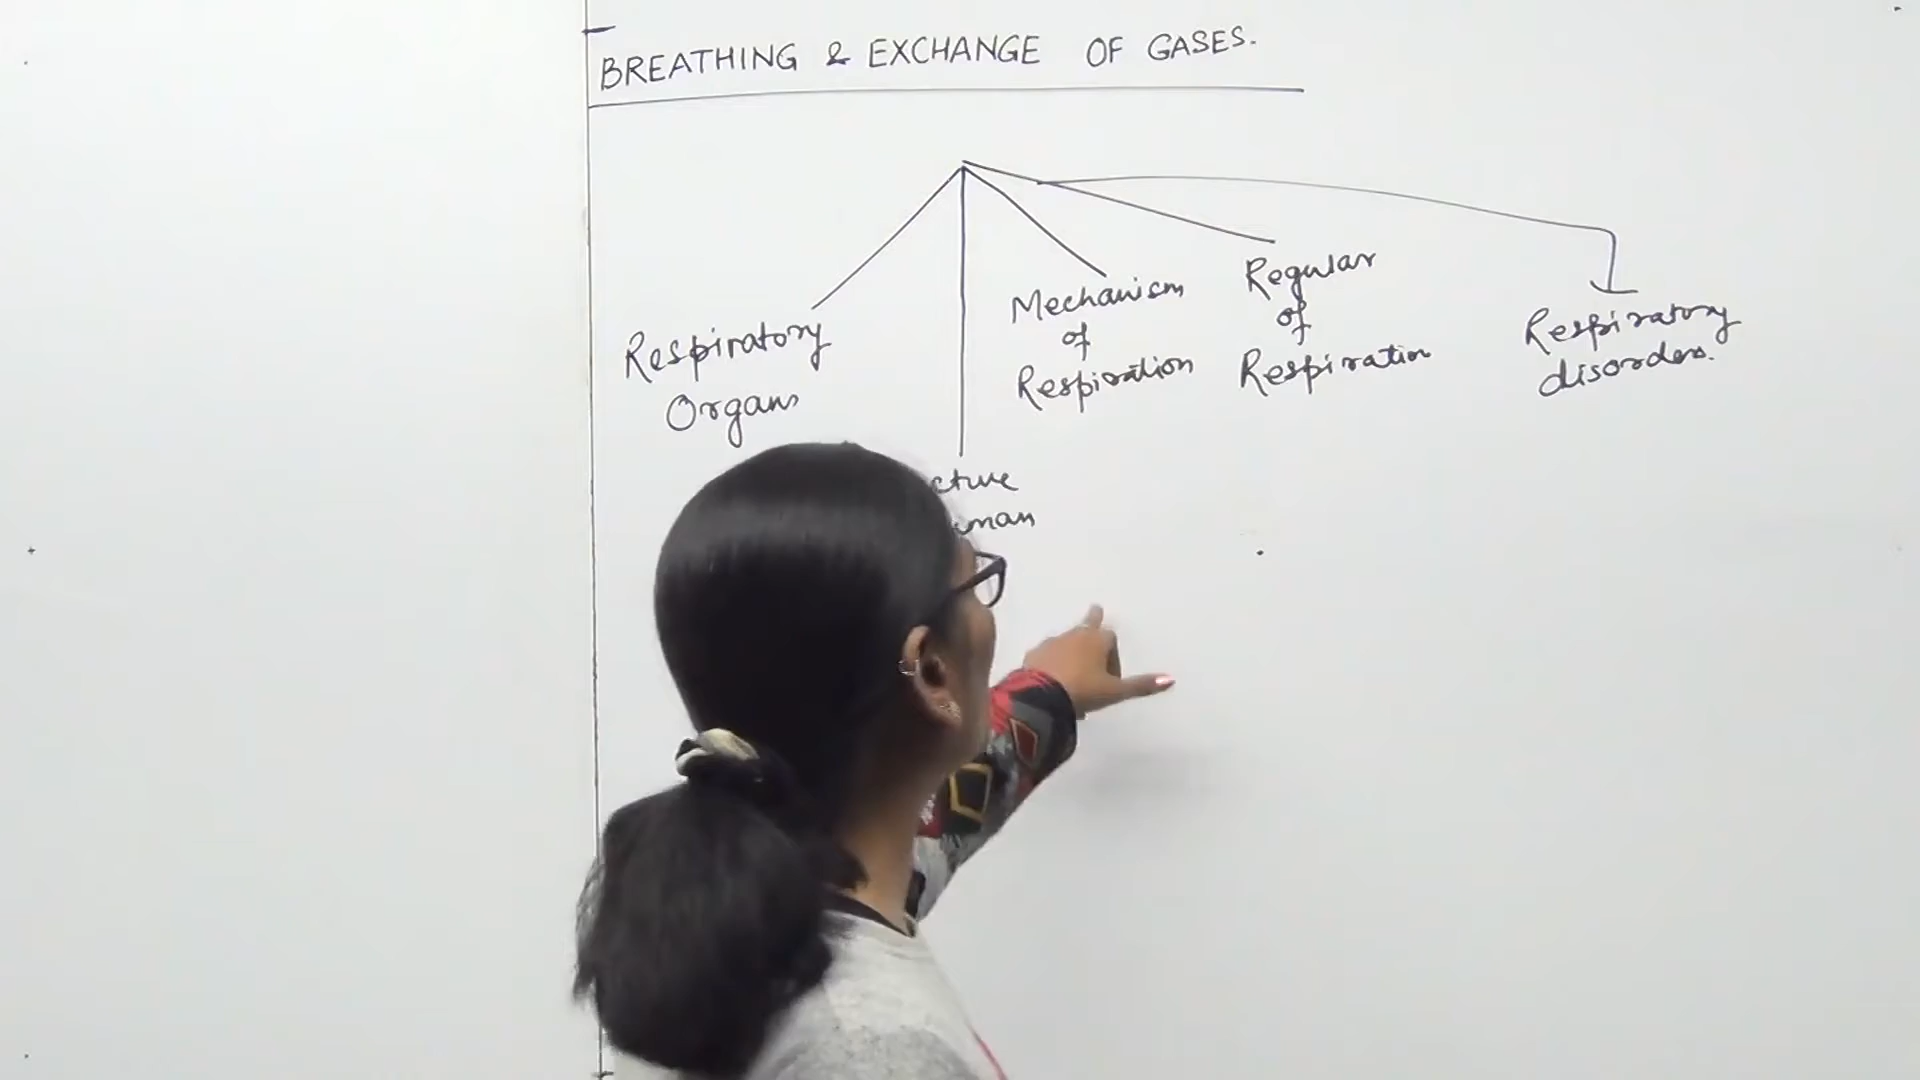 BREATHING & EXCHANGE OF GASES.
Respiratory
Organs
Mechanism
of
Respiration
Regular
of
Respiration
Respiratory
disorders.